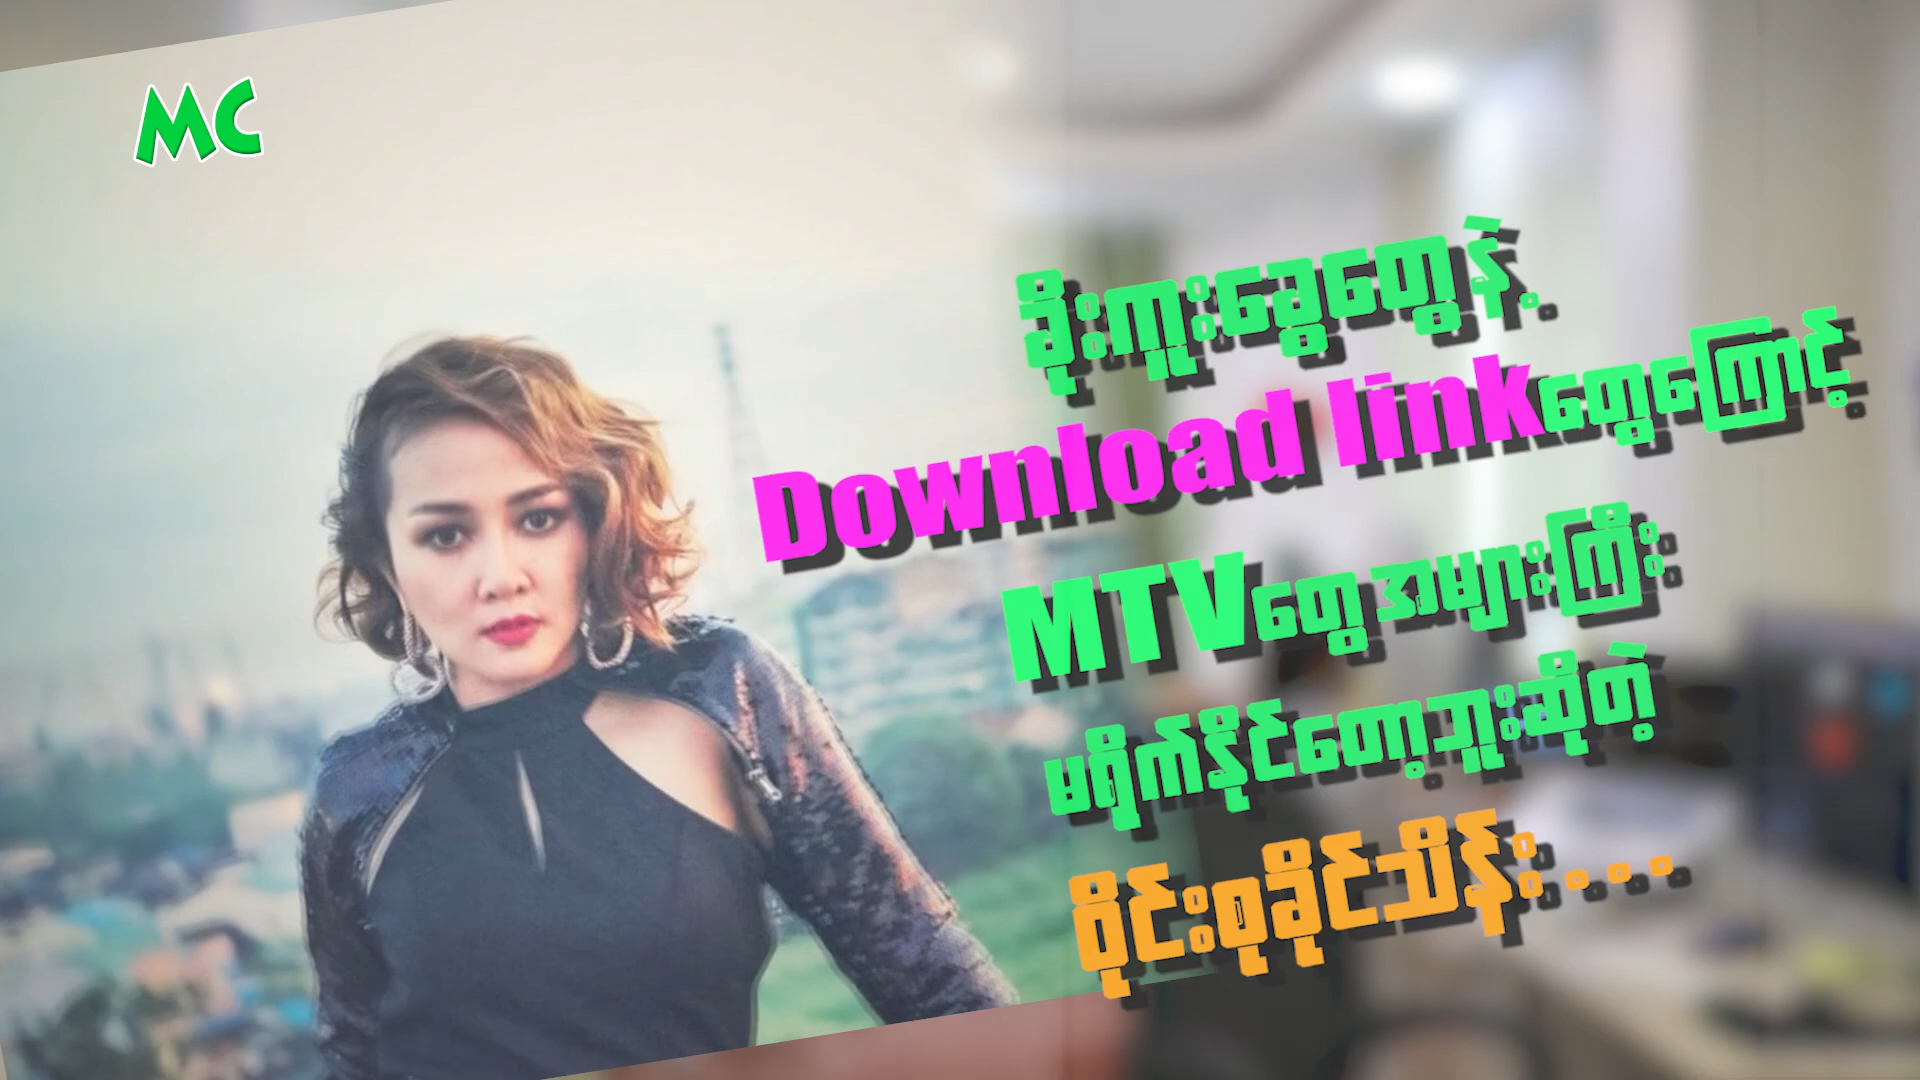 MC
ခိုးကူးခွေတွေနဲ့
Download linkတွေကြောင့်
MTVတွေအများကြီး
မရိုက်နိုင်တော့ဘူးဆိုတဲ့
ဝိုင်းစုခိုင်သိန်း....